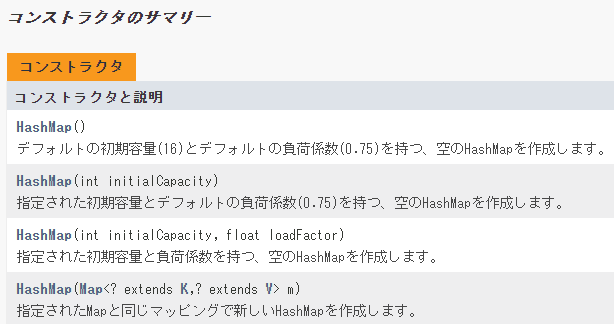 コンストラクタのサマリー
コンストラクタ
コンストラクタと説明
HashMap()
デフォルトの初期容量(16)とデフォルトの負荷係数(0.75)を持つ、空のHashMapを作成します。
HashMap(int initialCapacity)
指定された初期容量とデフォルトの負荷係数(0.75)を持つ、空のHashMapを作成します。
HashMap(int initialCapacity, float loadFactor)
指定された初期容量と負荷係数を持つ、空のHashMapを作成します。
HashMap(Map<? extends K,? extends V> m)
指定されたMapと同じマッピングで新しいHashMapを作成します。